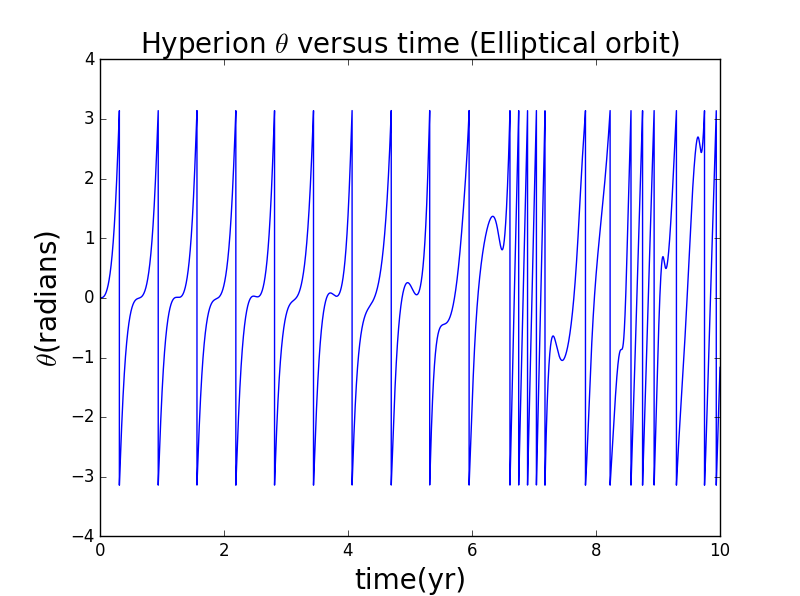 Hyperion θ versus time (Elliptical orbit)
4
3
2
1
0
−1
−2
−3
−4
θ(radians)
0 2 4 6 8 10
time(yr)